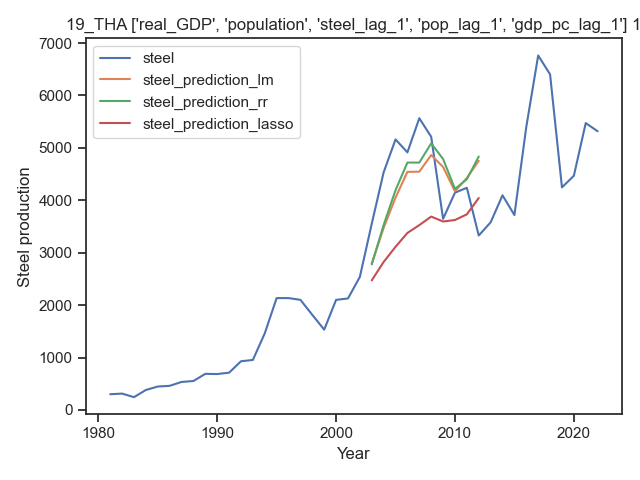 19_THA ['real_GDP', 'population', 'steel_lag_1', 'pop_lag_1', 'gdp_pc_lag_1'] 1
7000
6000
5000
4000
3000
2000
1000
0
Steel production
steel
steel_prediction_lm
steel_prediction_rr
steel_prediction_lasso
1980
1990
2000
2010
2020
Year